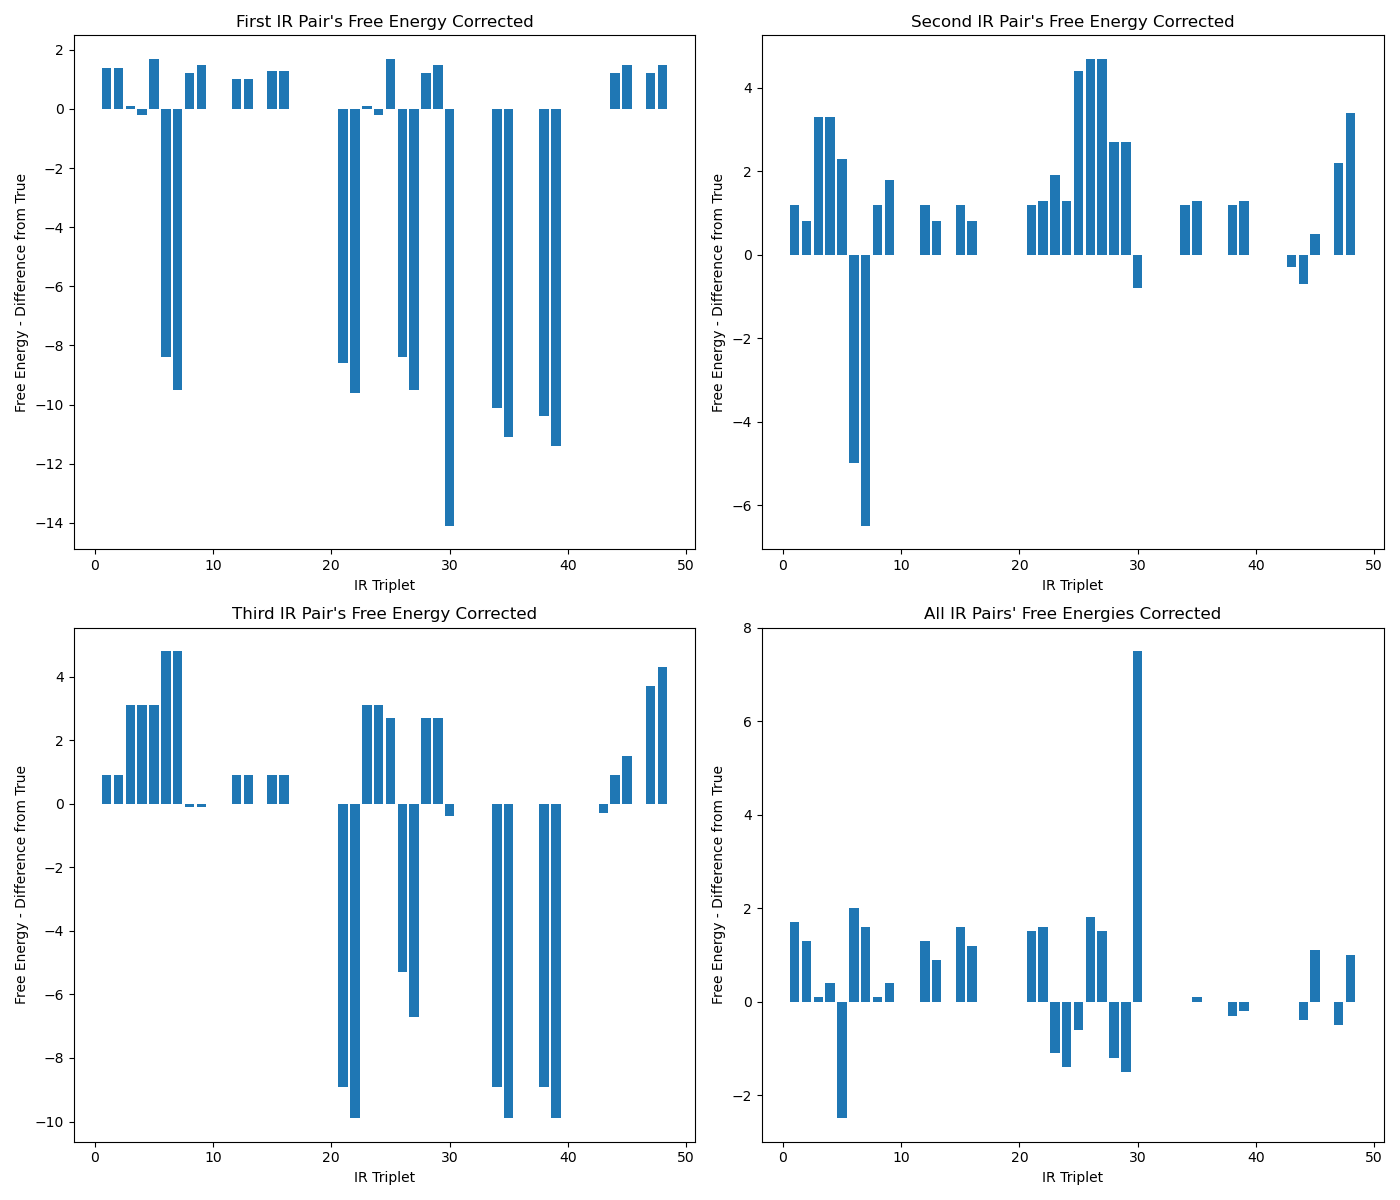 First IR Pair's Free Energy Corrected
Free Energy - Difference from True
2
0
−2
−4
−6
−8
−10
−12
−14
0 10 20 30 40 50
IR Triplet
Second IR Pair's Free Energy Corrected
Free Energy - Difference from True
4
2
0
−2
−4
−6
0 10 20 30 40 50
IR Triplet
Third IR Pair's Free Energy Corrected
Free Energy - Difference from True
4
2
0
−2
−4
−6
−8
−10
0 10 20 30 40 50
IR Triplet
All IR Pairs' Free Energies Corrected
Free Energy - Difference from True
8
6
4
2
0
−2
0 10 20 30 40 50
IR Triplet